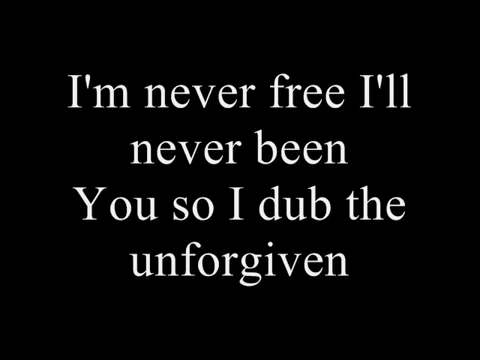 I'm never free I'll
never been
You so I dub the
unforgiven